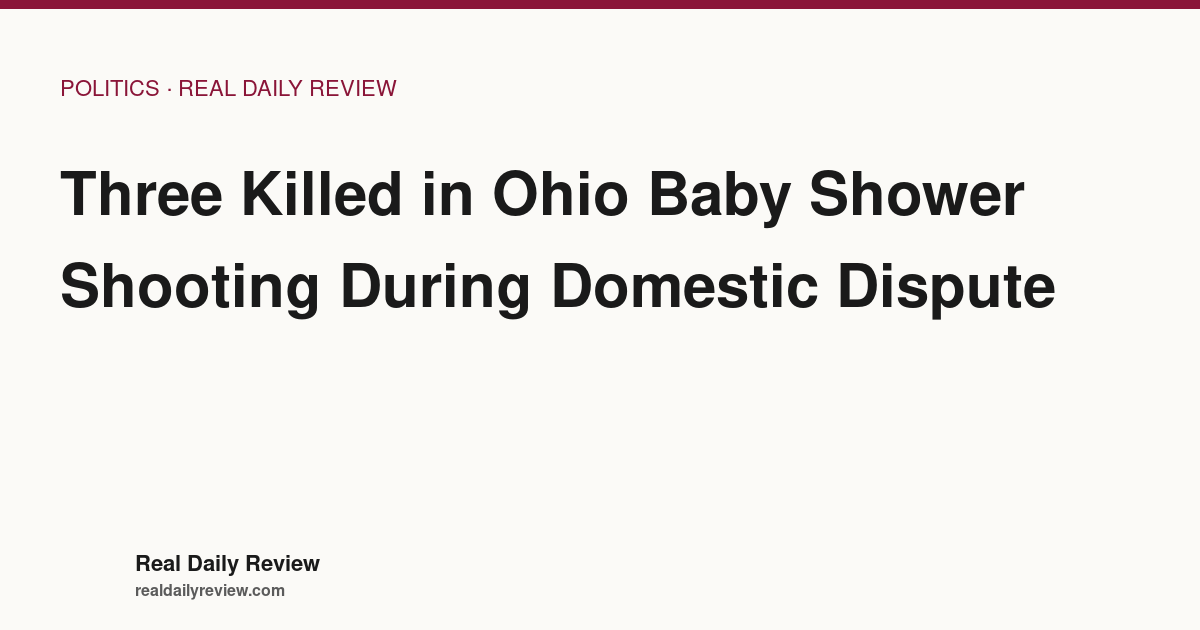 POLITICS · REAL DAILY REVIEW
Three Killed in Ohio Baby Shower
Shooting During Domestic Dispute
Real Daily Review
realdailyreview.com